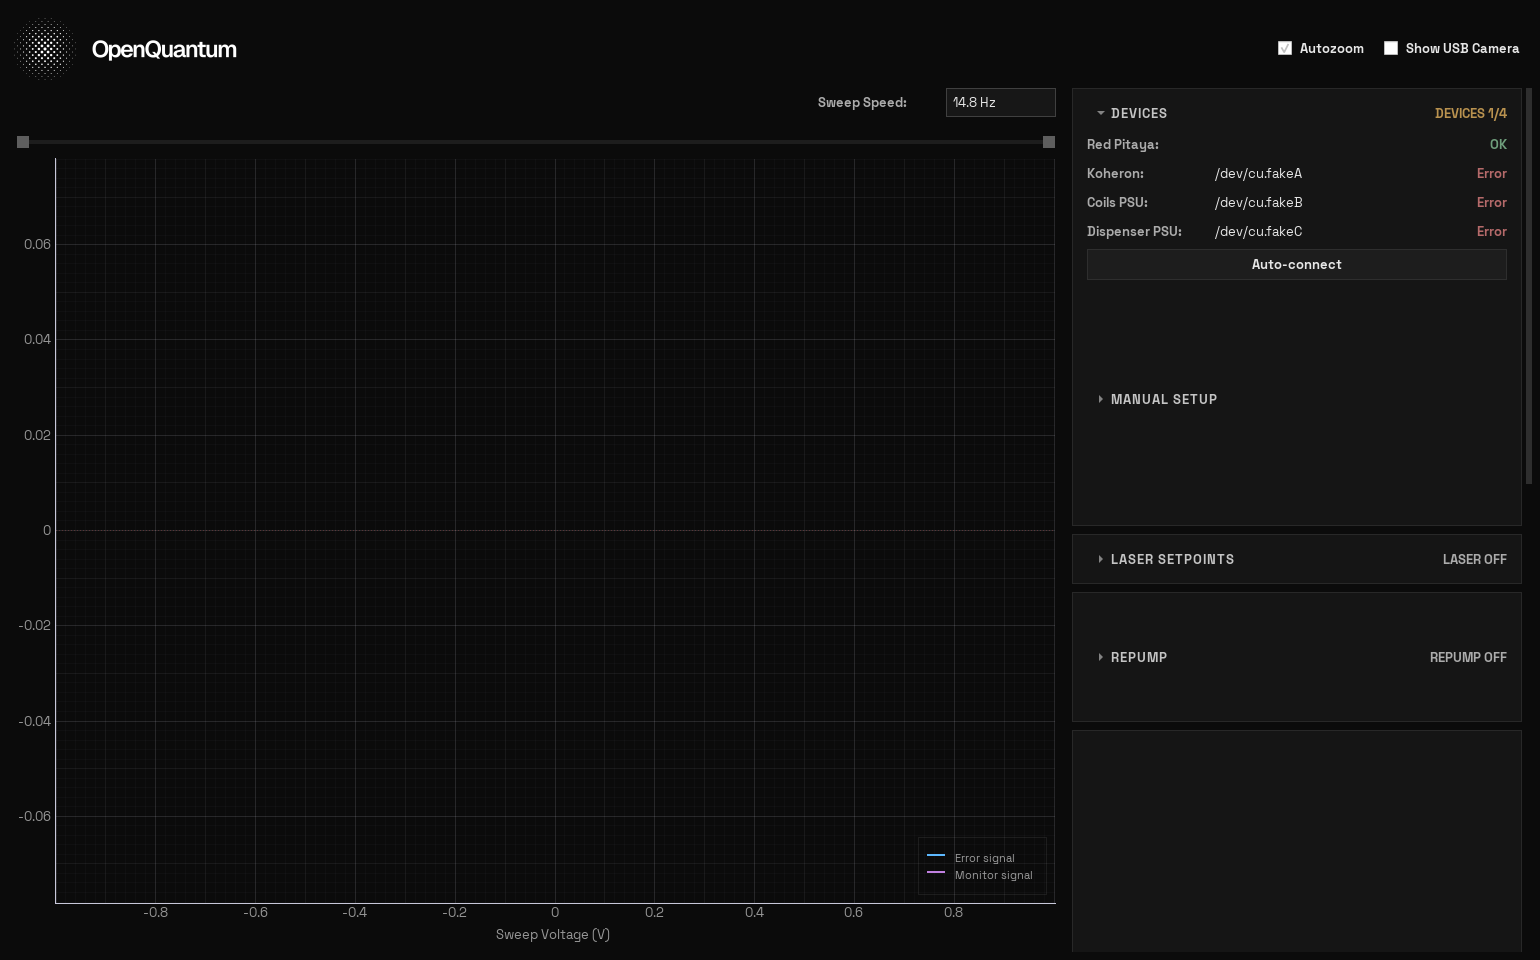 OpenQuantum
Autozoom
Show USB Camera
Sweep Speed:
14.8 Hz
DEVICES
DEVICES 1/4
Red Pitaya:
OK
Koheron:
/dev/cu.fakeA
Error
Coils PSU:
/dev/cu.fakeB
Error
Dispenser PSU:
/dev/cu.fakeC
Error
Auto-connect
MANUAL SETUP
LASER SETPOINTS
LASER OFF
REPUMP
REPUMP OFF
0.06
0.04
0.02
0
-0.02
-0.04
-0.06
Error signal
Monitor signal
-0.8
-0.6
-0.4
-0.2
0
0.2
0.4
0.6
0.8
Sweep Voltage (V)